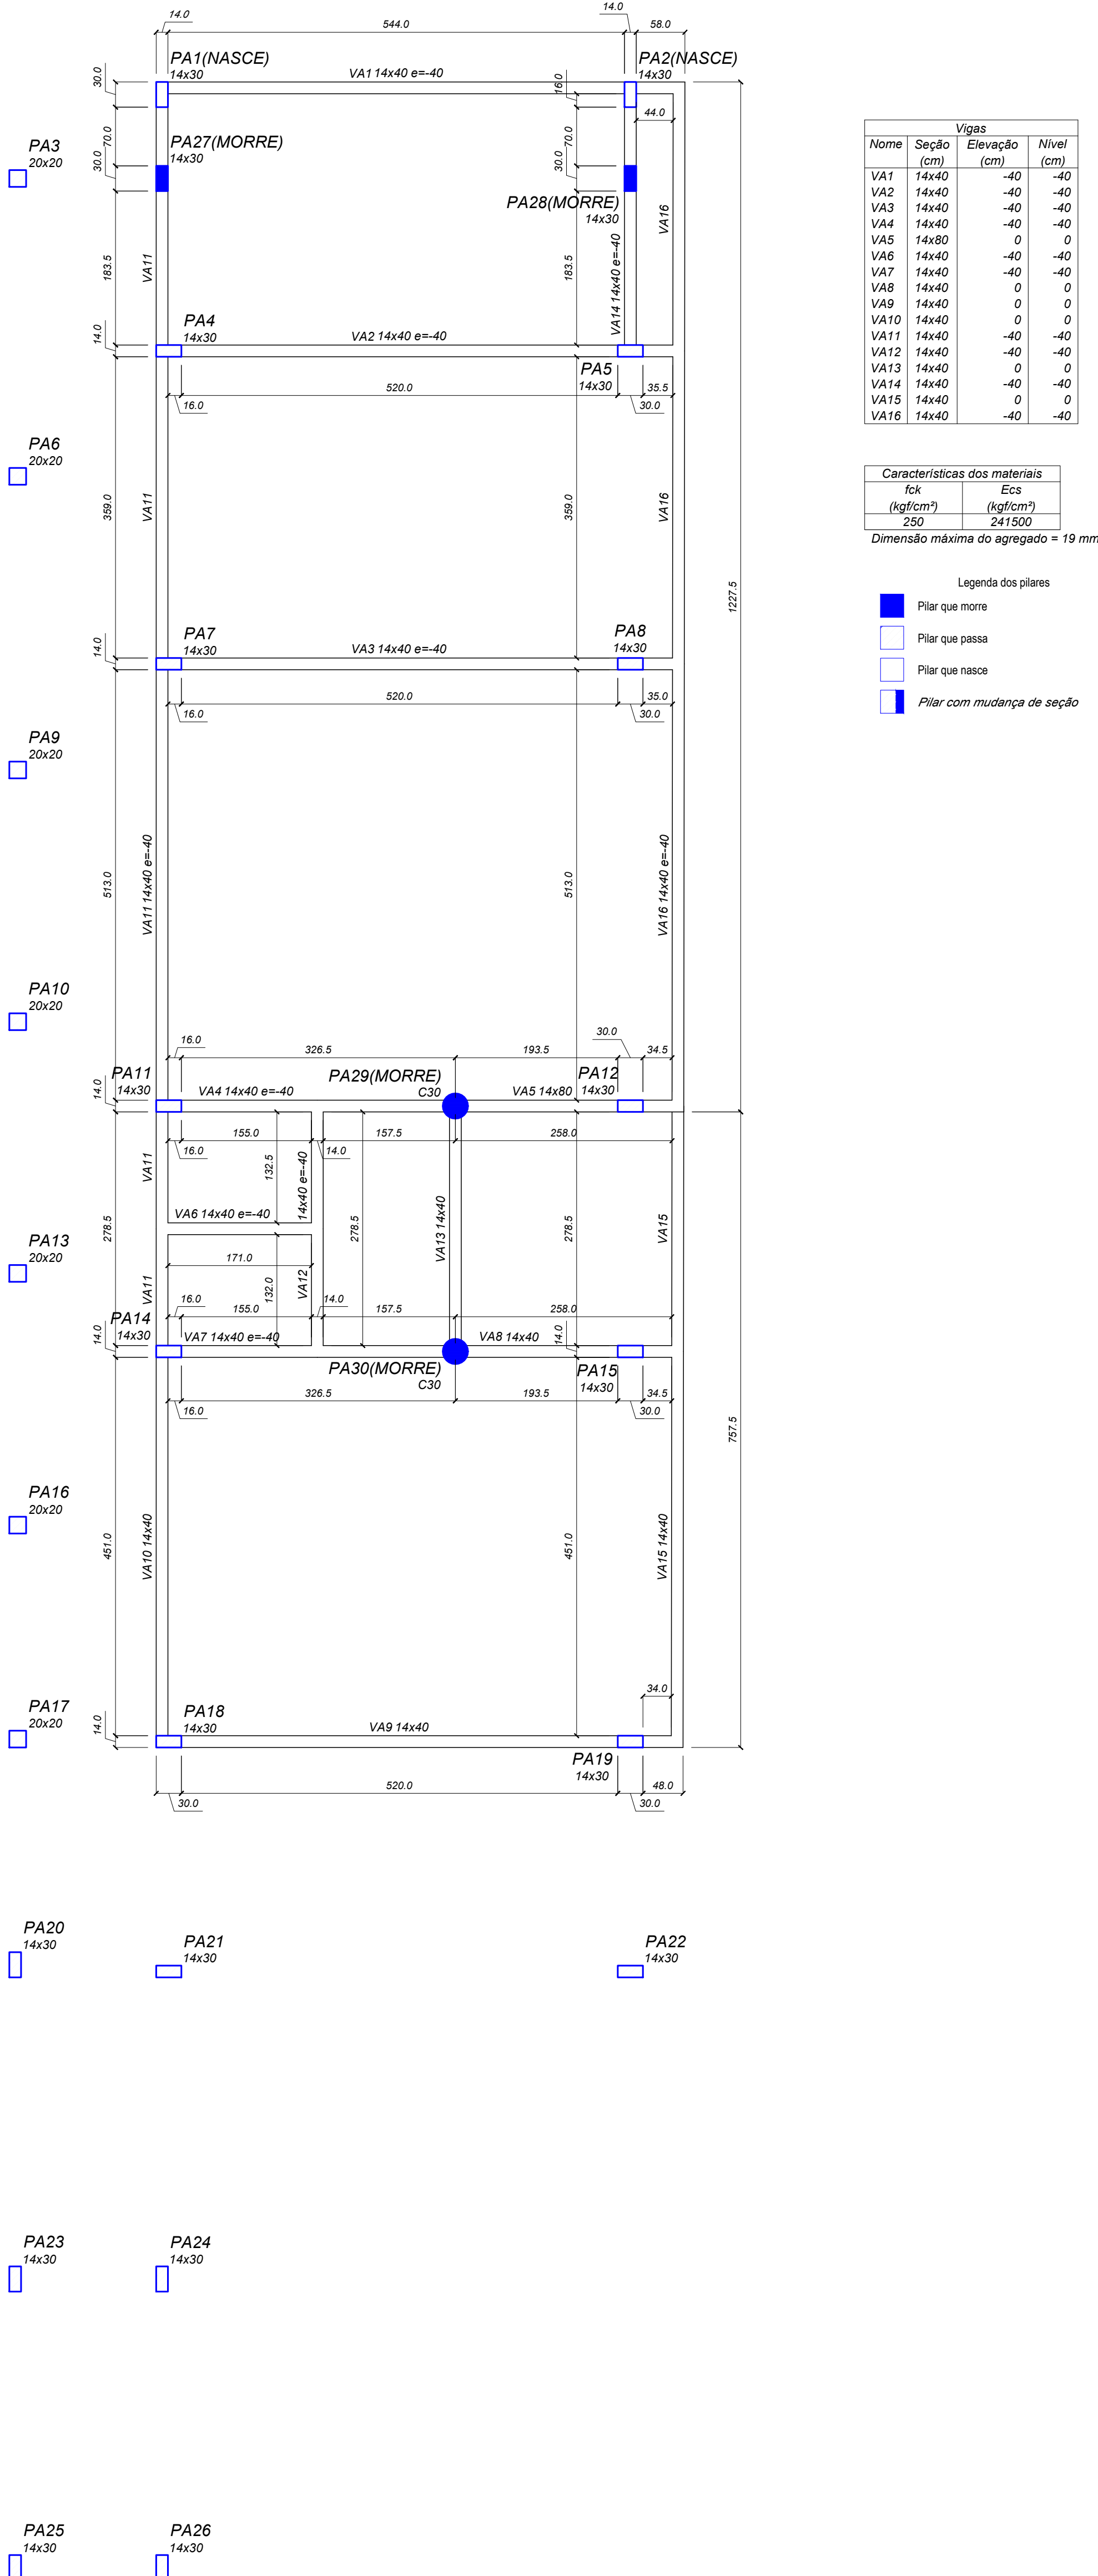 14.0
544.0
14.0
58.0
PA1(NASCE)
14x30
VA1 14x40 e=-40
PA2(NASCE)
14x30
30.0
16.0
44.0
70.0
70.0
PA27(MORRE)
14x30
30.0
30.0
PA28(MORRE)
14x30
PA3
20x20
VA16
VA11
183.5
183.5
VA14 14x40 e=-40
PA4
14x30
VA2 14x40 e=-40
14.0
PA5
14x30
520.0
35.5
16.0
30.0
PA6
20x20
359.0
VA11
359.0
VA16
1227.5
PA7
14x30
VA3 14x40 e=-40
PA8
14x30
14.0
520.0
35.0
16.0
30.0
PA9
20x20
513.0
VA11 14x40 e=-40
513.0
VA16 14x40 e=-40
PA10
20x20
16.0
30.0
326.5
193.5
34.5
PA11
14x30
VA4 14x40 e=-40
PA29(MORRE)
C30
VA5 14x80
PA12
14x30
14.0
155.0
157.5
258.0
16.0
14.0
132.5
14x40 e=-40
VA11
VA6 14x40 e=-40
278.5
278.5
VA13 14x40
278.5
VA15
PA13
20x20
171.0
132.0
VA12
VA11
16.0
155.0
14.0
157.5
258.0
PA14
14x30
VA7 14x40 e=-40
VA8 14x40
14.0
14.0
PA30(MORRE)
C30
PA15
14x30
326.5
193.5
34.5
16.0
30.0
757.5
PA16
20x20
451.0
VA10 14x40
451.0
VA15 14x40
34.0
PA17
20x20
14.0
PA18
14x30
VA9 14x40
PA19
14x30
520.0
48.0
30.0
30.0
PA20
14x30
PA21
14x30
PA22
14x30
PA23
14x30
PA24
14x30
PA25
14x30
PA26
14x30
Vigas
Nome Seção Elevação Nível
(cm) (cm) (cm)
VA1 14x40 -40 -40
VA2 14x40 -40 -40
VA3 14x40 -40 -40
VA4 14x40 -40 -40
VA5 14x80 0 0
VA6 14x40 -40 -40
VA7 14x40 -40 -40
VA8 14x40 0 0
VA9 14x40 0 0
VA10 14x40 0 0
VA11 14x40 -40 -40
VA12 14x40 -40 -40
VA13 14x40 0 0
VA14 14x40 -40 -40
VA15 14x40 0 0
VA16 14x40 -40 -40
Características dos materiais
fck Ecs
(kgf/cm²) (kgf/cm²)
250 241500
Dimensão máxima do agregado = 19 mm
Legenda dos pilares
Pilar que morre
Pilar que passa
Pilar que nasce
Pilar com mudança de seção